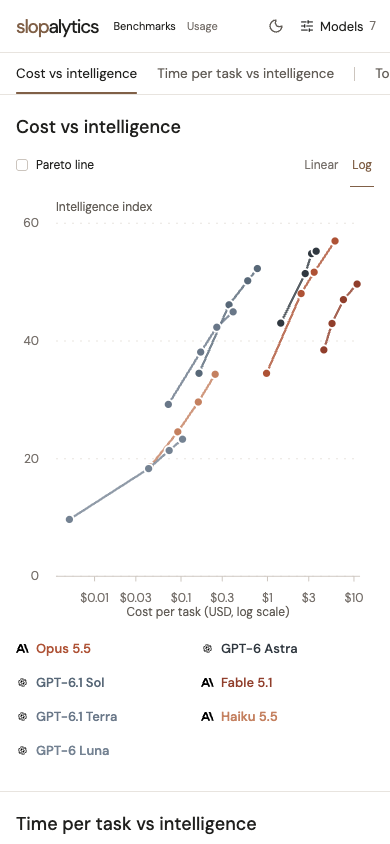 slopalytics Benchmarks Usage Models 7
Cost vs intelligence Time per task vs intelligence To
Cost vs intelligence
Pareto line Linear Log
Intelligence index
60
40
20
0
$0.01 $0.03 $0.1 $0.3 $1 $3 $10
Cost per task (USD, log scale)
Opus 5.5 GPT-6 Astra
GPT-6.1 Sol Fable 5.1
GPT-6.1 Terra Haiku 5.5
GPT-6 Luna
Time per task vs intelligence